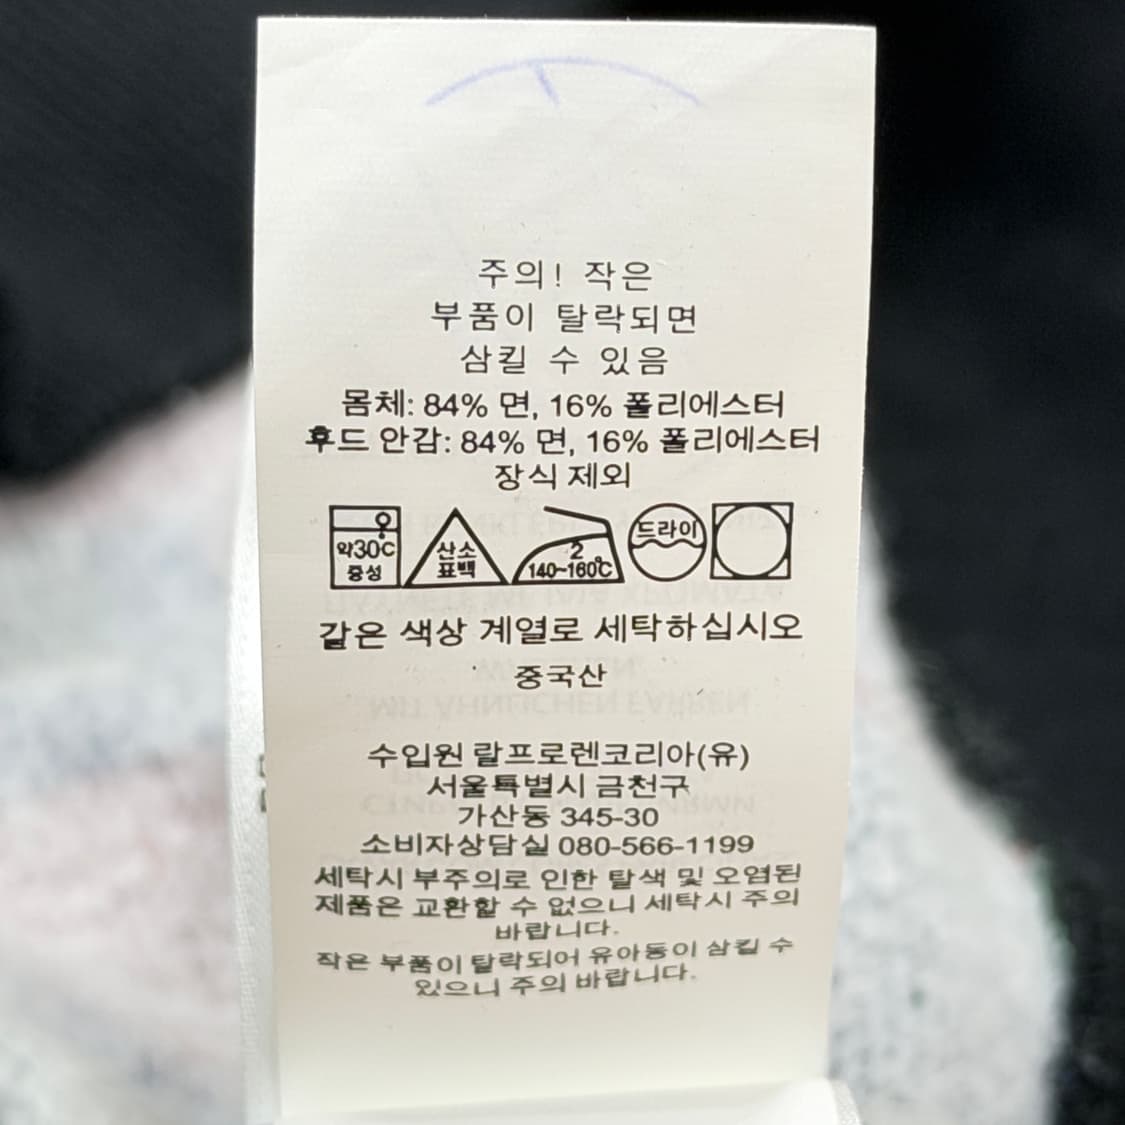 주의! 작은
부품이 탈락되면
삼킬 수 있음
몸체: 84% 면, 16% 폴리에스터
후드 안감: 84% 면, 16% 폴리에스터
장식 제외
약30℃
중성
산소
표백
2
140~160℃
드라이
같은 색상 계열로 세탁하십시오
중국산
수입원 랄프로렌코리아(유)
서울특별시 금천구
가산동 345-30
소비자상담실 080-566-1199
세탁시 부주의로 인한 탈색 및 오염된
제품은 교환할 수 없으니 세탁시 주의
바랍니다.
작은 부품이 탈락되어 유아동이 삼킬 수
있으니 주의 바랍니다.